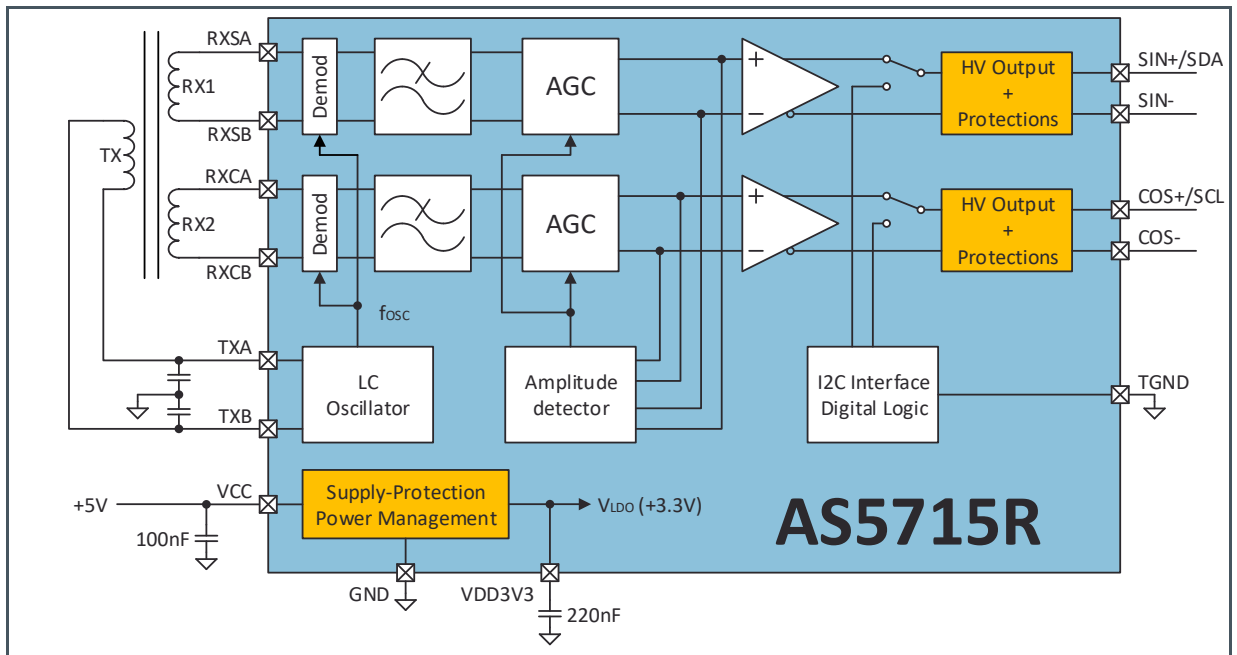 RXSA
RX1
RXSB
TX
RXCA
RX2
RXCB
TXA
TXB
Demod
AGC
+
−
HV Output
+
Protections
SIN+/SDA
SIN-
Demod
AGC
+
−
HV Output
+
Protections
COS+/SCL
COS-
fOSC
LC
Oscillator
Amplitude
detector
I2C Interface
Digital Logic
TGND
+5V
VCC
100nF
Supply-Protection
Power Management
VLDO (+3.3V)
AS5715R
GND
VDD3V3
220nF